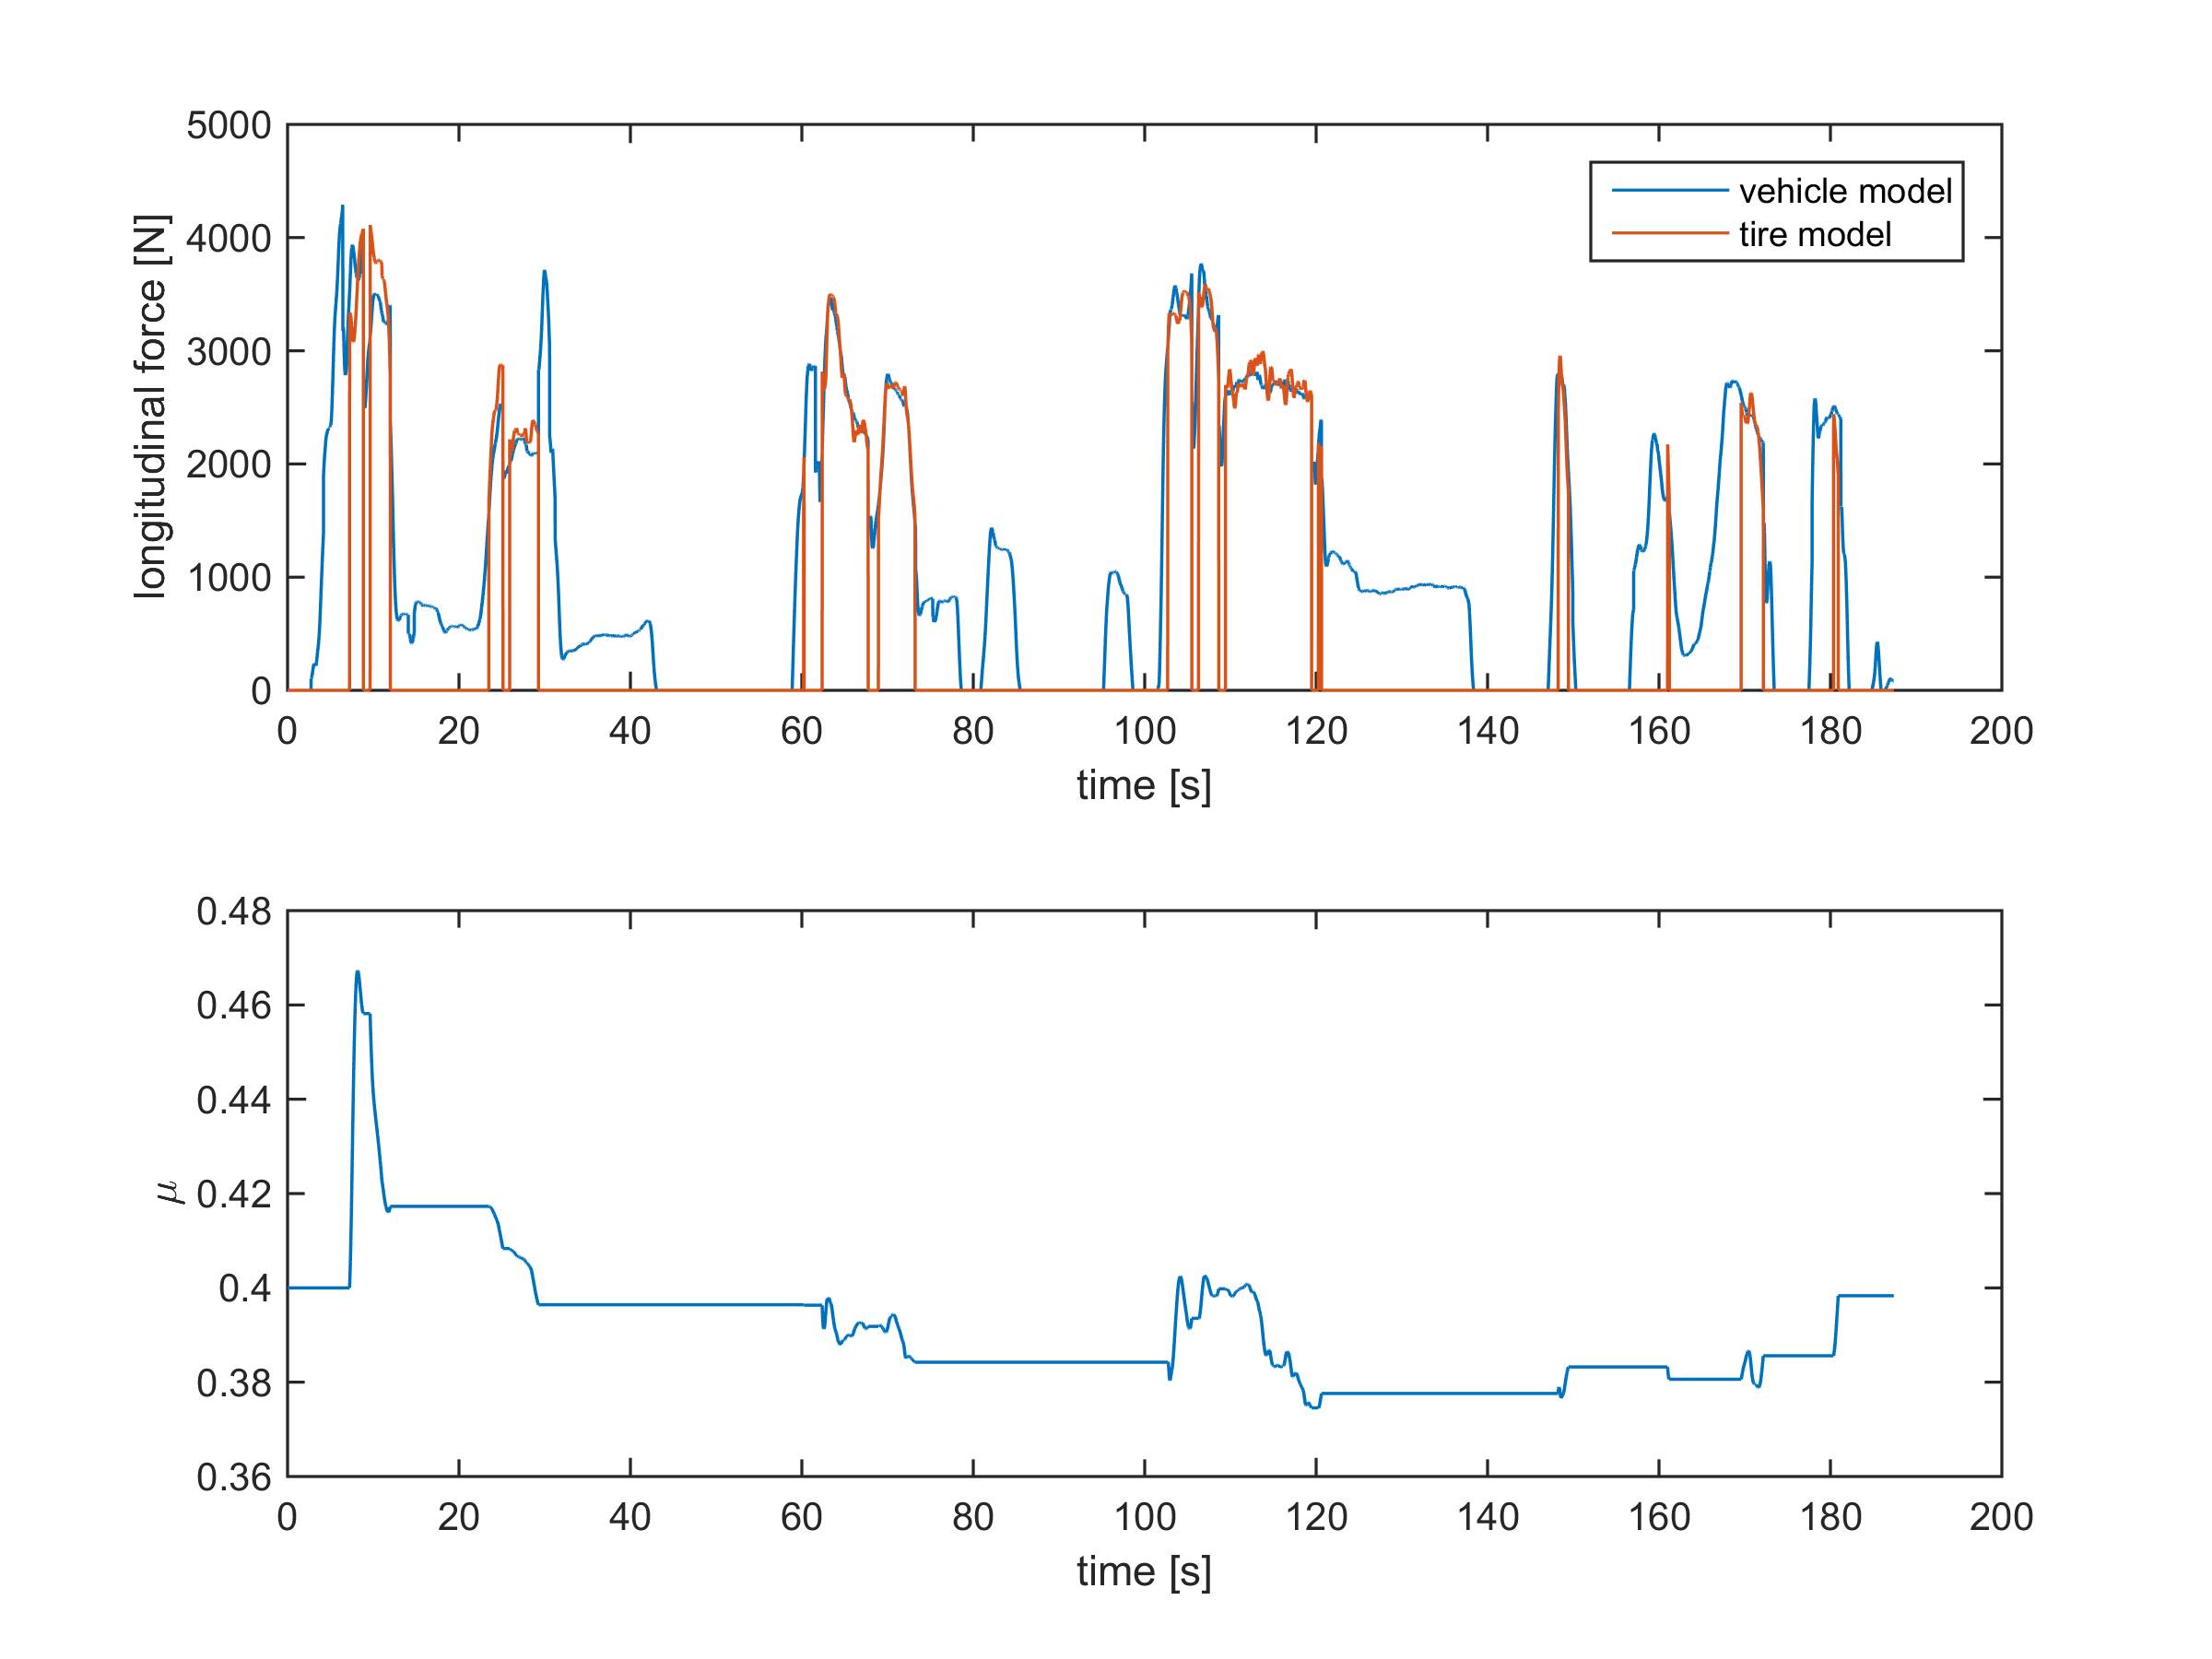 5000
4000
3000
2000
1000
0
longitudinal force [N]
vehicle model
tire model
0 20 40 60 80 100 120 140 160 180 200
time [s]
0.48
0.46
0.44
0.42
0.4
0.38
0.36
μ
0 20 40 60 80 100 120 140 160 180 200
time [s]